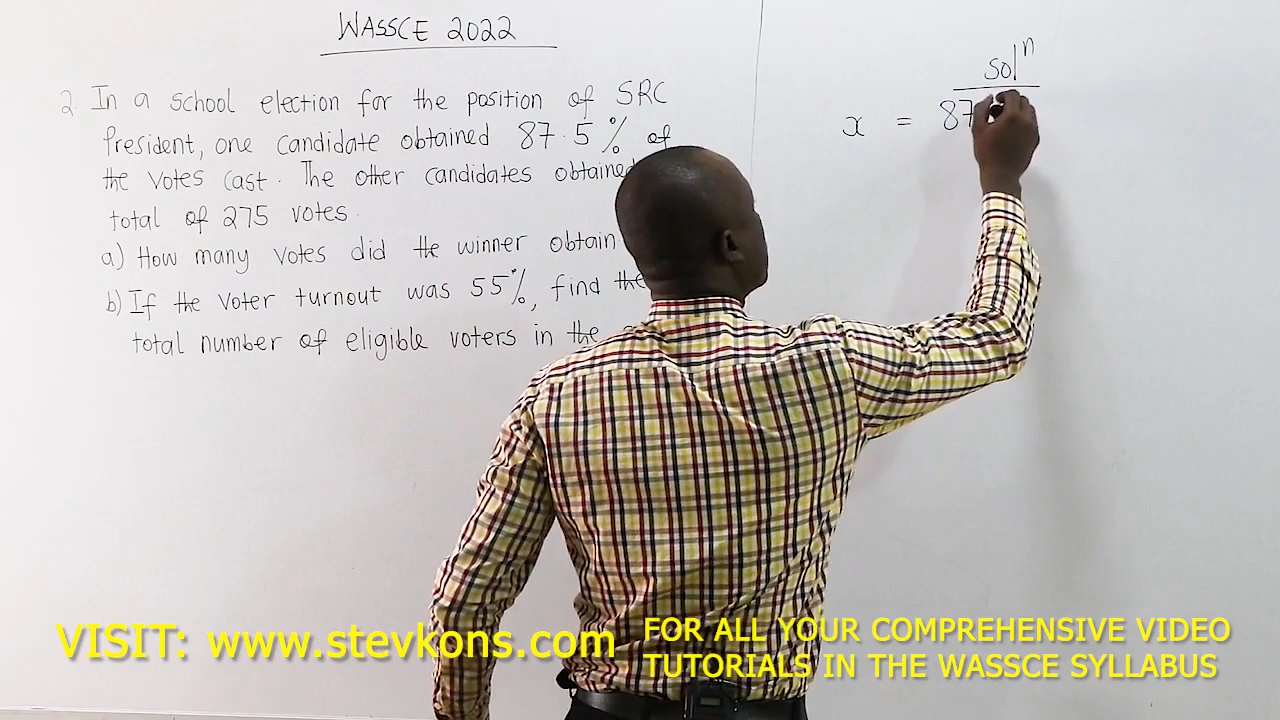 WASSCE 2022
2. In a school election for the position of SRC
President, one candidate obtained 87.5% of
the votes cast. The other candidates obtained
total of 275 votes.
a) How many votes did the winner obtain
b) If the voter turnout was 55%, find the
total number of eligible voters in the
solⁿ
x = 87
VISIT: www.stevkons.com
FOR ALL YOUR COMPREHENSIVE VIDEO
TUTORIALS IN THE WASSCE SYLLABUS